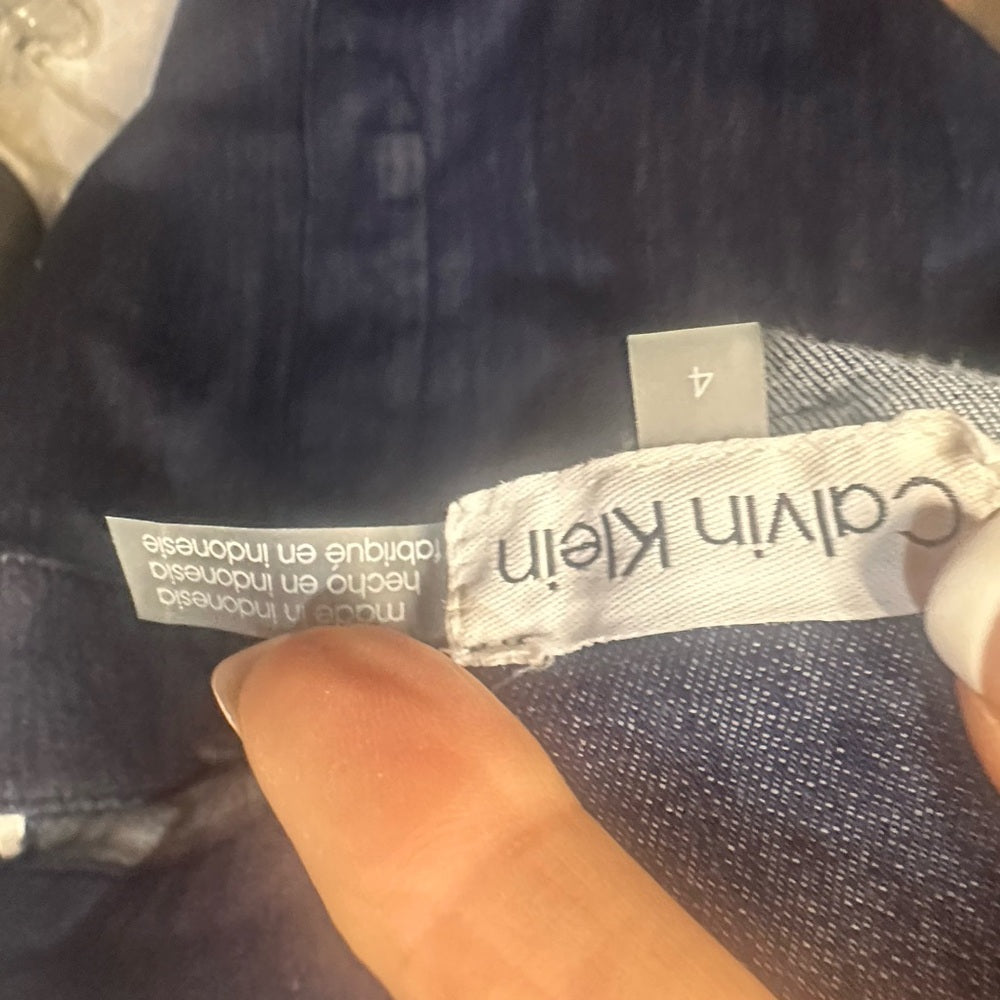 Calvin Klein
4
made in indonesia
hecho en indonesia
fabriqué en indonesie